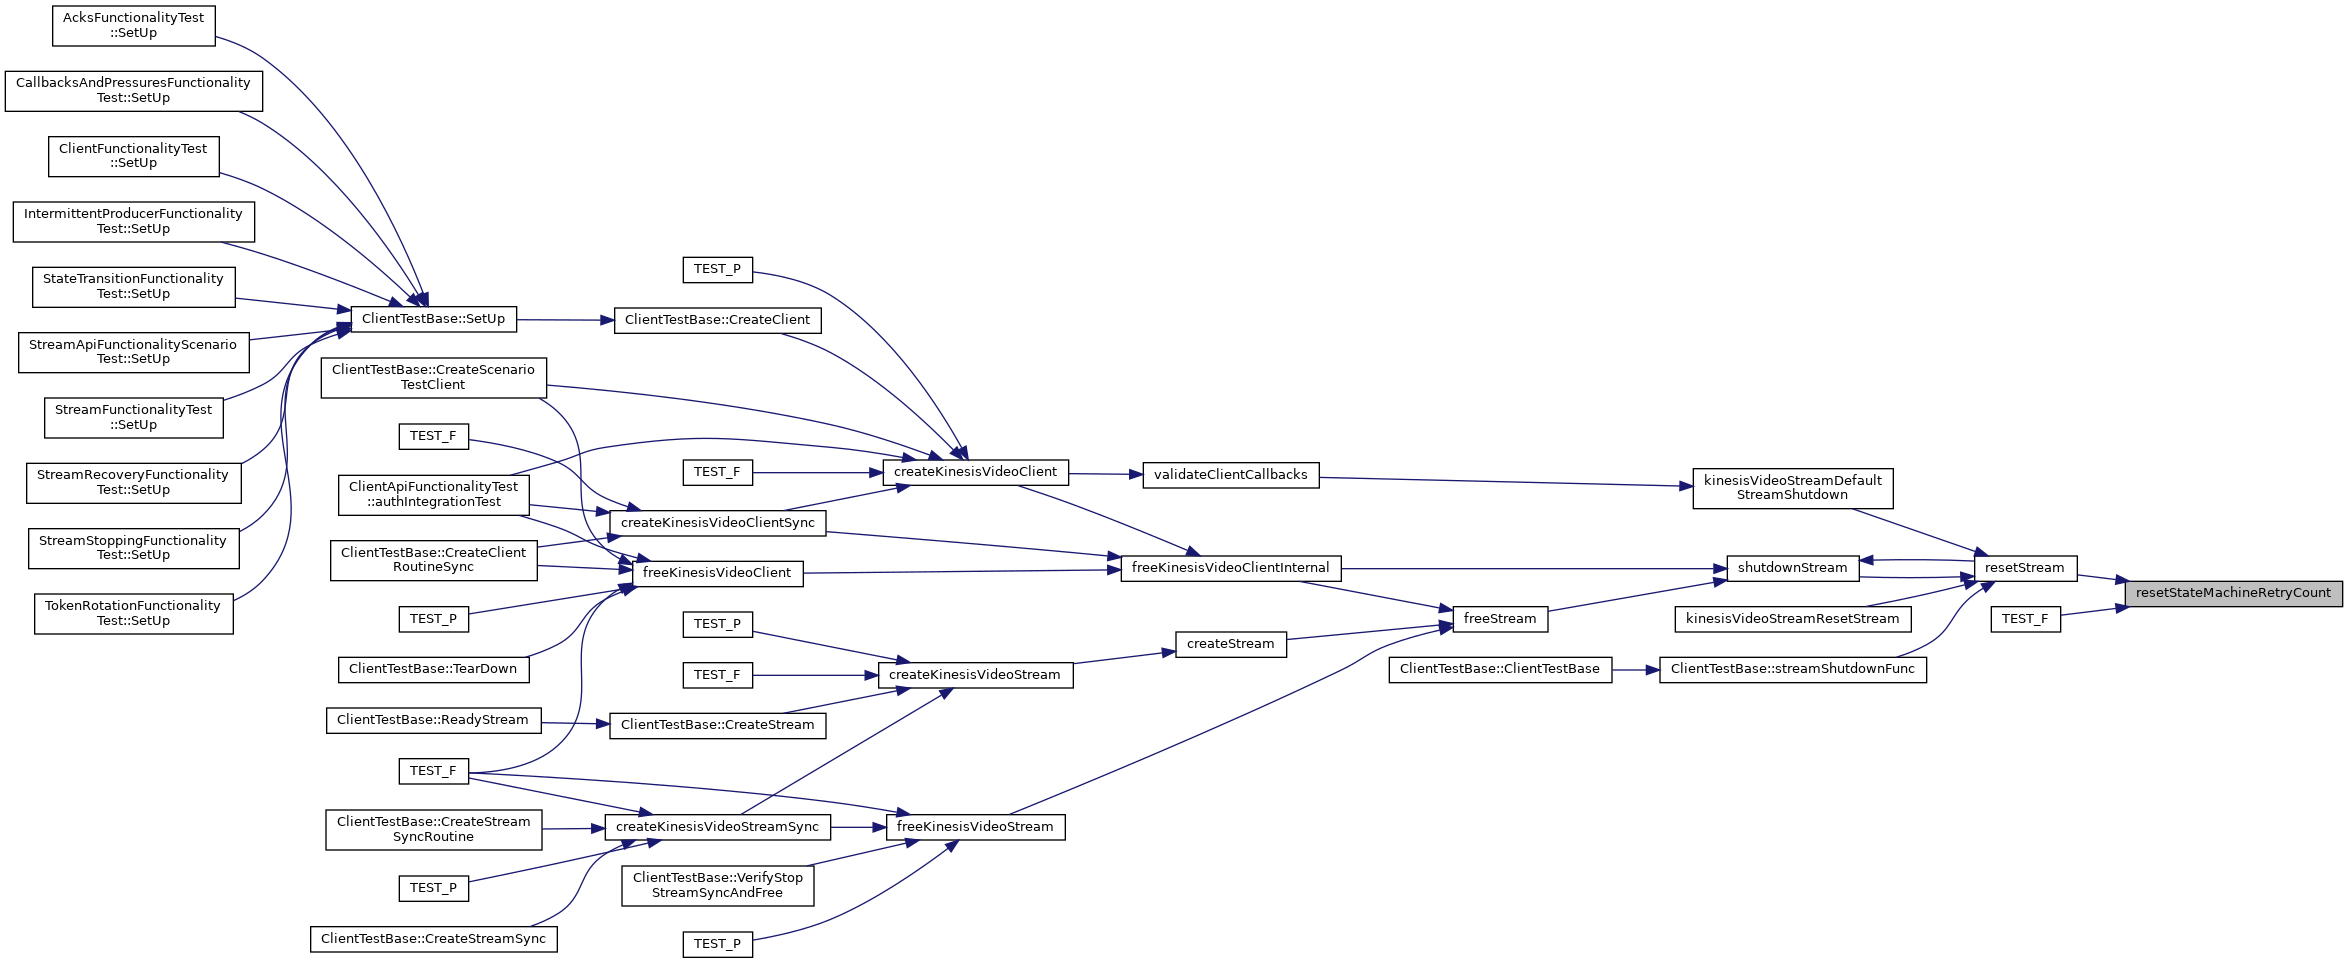 AcksFunctionalityTest
::SetUp
CallbacksAndPressuresFunctionality
Test::SetUp
ClientFunctionalityTest
::SetUp
IntermittentProducerFunctionality
Test::SetUp
StateTransitionFunctionality
Test::SetUp
StreamApiFunctionalityScenario
Test::SetUp
StreamFunctionalityTest
::SetUp
StreamRecoveryFunctionality
Test::SetUp
StreamStoppingFunctionality
Test::SetUp
TokenRotationFunctionality
Test::SetUp
ClientTestBase::SetUp
ClientTestBase::CreateScenario
TestClient
TEST_F
ClientApiFunctionalityTest
::authIntegrationTest
ClientTestBase::CreateClient
RoutineSync
TEST_P
ClientTestBase::TearDown
ClientTestBase::ReadyStream
TEST_F
ClientTestBase::CreateStream
SyncRoutine
TEST_P
ClientTestBase::CreateStreamSync
TEST_P
ClientTestBase::CreateClient
TEST_F
createKinesisVideoClientSync
freeKinesisVideoClient
TEST_P
TEST_F
ClientTestBase::CreateStream
createKinesisVideoStreamSync
ClientTestBase::VerifyStop
StreamSyncAndFree
TEST_P
createKinesisVideoClient
createKinesisVideoStream
freeKinesisVideoStream
validateClientCallbacks
freeKinesisVideoClientInternal
createStream
freeStream
ClientTestBase::ClientTestBase
kinesisVideoStreamDefault
StreamShutdown
shutdownStream
kinesisVideoStreamResetStream
ClientTestBase::streamShutdownFunc
resetStream
TEST_F
resetStateMachineRetryCount